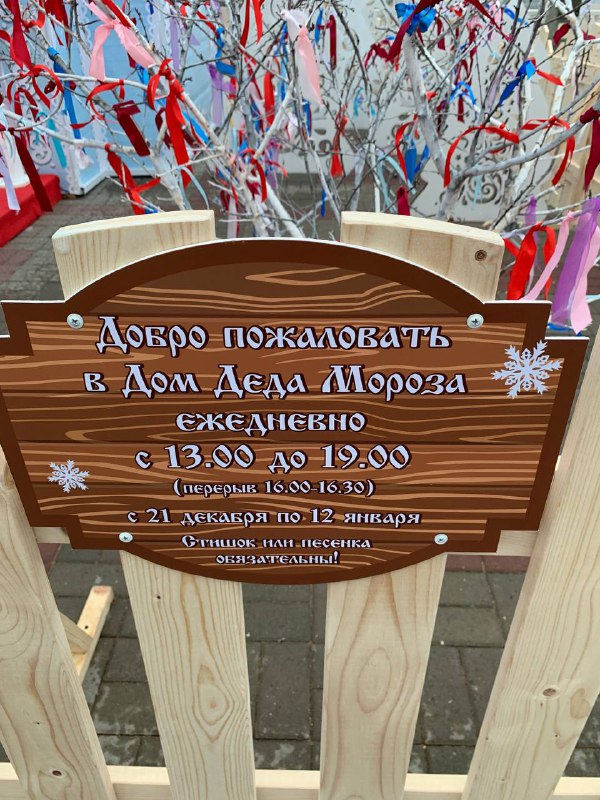 Добро пожаловать
в Дом Деда Мороза
ежедневно
с 13.00 до 19.00
(перерыв 16.00-16.30)
с 21 декабря по 12 января
Стишок или песенка
обязательны!